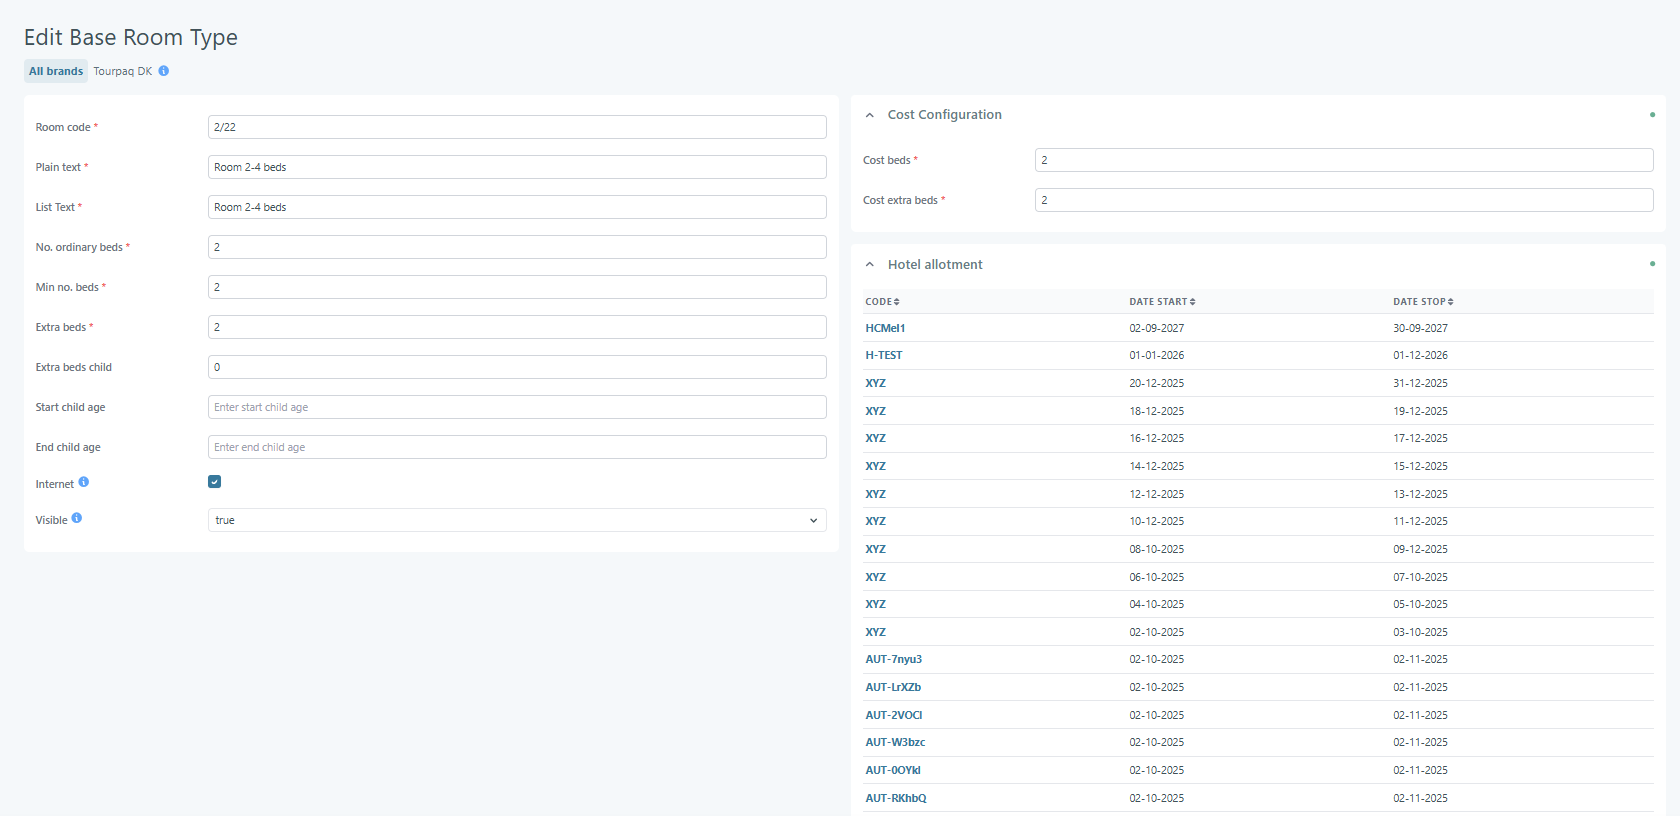 Edit Base Room Type
All brands Tourpaq DK
Room code * 2/22
Plain text * Room 2-4 beds
List Text * Room 2-4 beds
No. ordinary beds * 2
Min no. beds * 2
Extra beds * 2
Extra beds child 0
Start child age Enter start child age
End child age Enter end child age
Internet
Visible true
Cost Configuration
Cost beds * 2
Cost extra beds * 2
Hotel allotment
CODE DATE START DATE STOP
HCMel1 02-09-2027 30-09-2027
H-TEST 01-01-2026 01-12-2026
XYZ 20-12-2025 31-12-2025
XYZ 18-12-2025 19-12-2025
XYZ 16-12-2025 17-12-2025
XYZ 14-12-2025 15-12-2025
XYZ 12-12-2025 13-12-2025
XYZ 10-12-2025 11-12-2025
XYZ 08-10-2025 09-12-2025
XYZ 06-10-2025 07-10-2025
XYZ 04-10-2025 05-10-2025
XYZ 02-10-2025 03-10-2025
AUT-7nyu3 02-10-2025 02-11-2025
AUT-LrXZb 02-10-2025 02-11-2025
AUT-2VOCl 02-10-2025 02-11-2025
AUT-W3bzc 02-10-2025 02-11-2025
AUT-0OYkl 02-10-2025 02-11-2025
AUT-RKhbQ 02-10-2025 02-11-2025